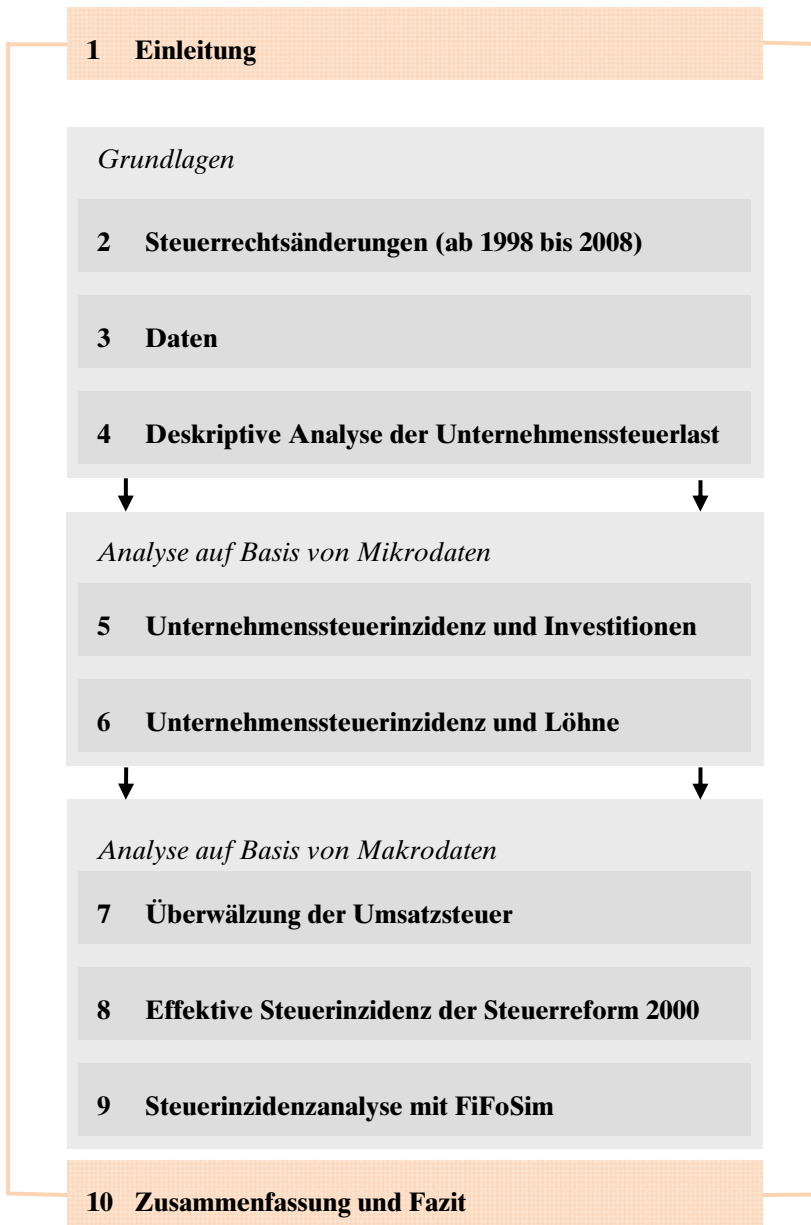 1 Einleitung
Grundlagen
2 Steuerrechtsänderungen (ab 1998 bis 2008)
3 Daten
4 Deskriptive Analyse der Unternehmenssteuerlast
Analyse auf Basis von Mikrodaten
5 Unternehmenssteuerinzidenz und Investitionen
6 Unternehmenssteuerinzidenz und Löhne
Analyse auf Basis von Makrodaten
7 Überwälzung der Umsatzsteuer
8 Effektive Steuerinzidenz der Steuerreform 2000
9 Steuerinzidenzanalyse mit FiFoSim
10 Zusammenfassung und Fazit